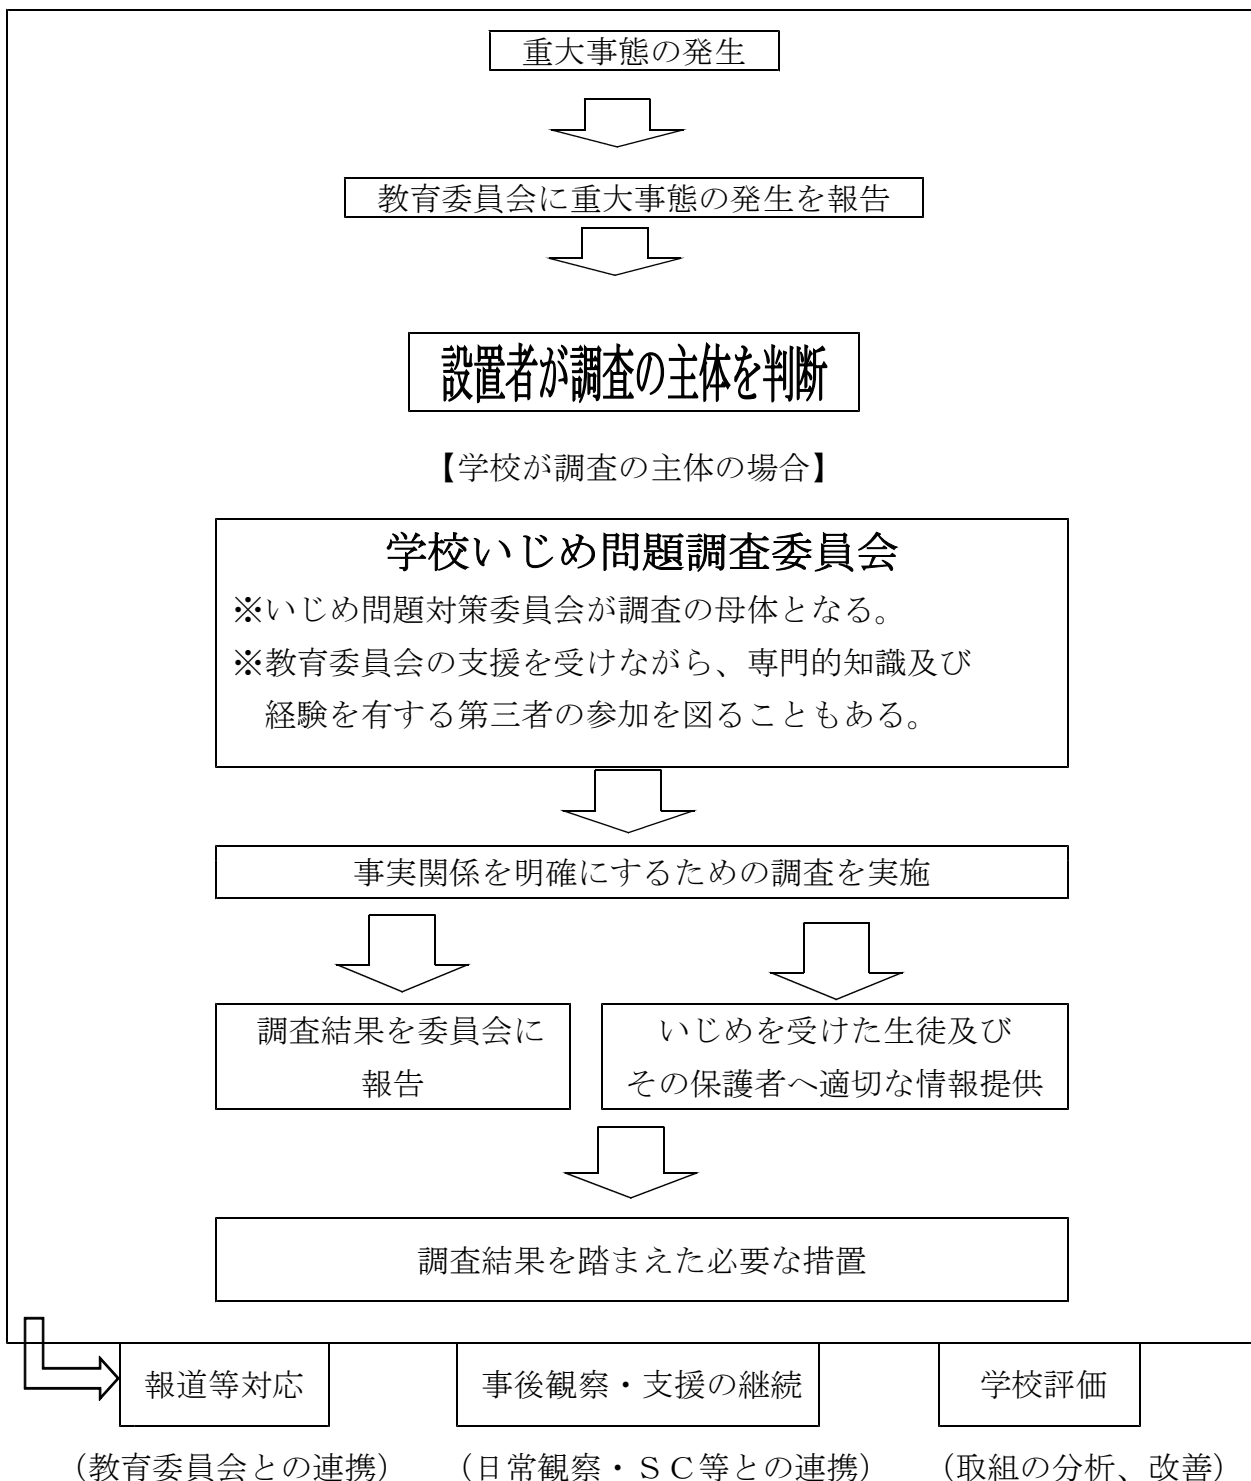 重大事態の発生
教育委員会に重大事態の発生を報告
設置者が調査の主体を判断
【学校が調査の主体の場合】
学校いじめ問題調査委員会
※いじめ問題対策委員会が調査の母体となる。
※教育委員会の支援を受けながら、専門的知識及び
経験を有する第三者の参加を図ることもある。
事実関係を明確にするための調査を実施
調査結果を委員会に
報告
いじめを受けた生徒及び
その保護者へ適切な情報提供
調査結果を踏まえた必要な措置
報道等対応
事後観察・支援の継続
学校評価
（教育委員会との連携）
（日常観察・ＳＣ等との連携）
（取組の分析、改善）